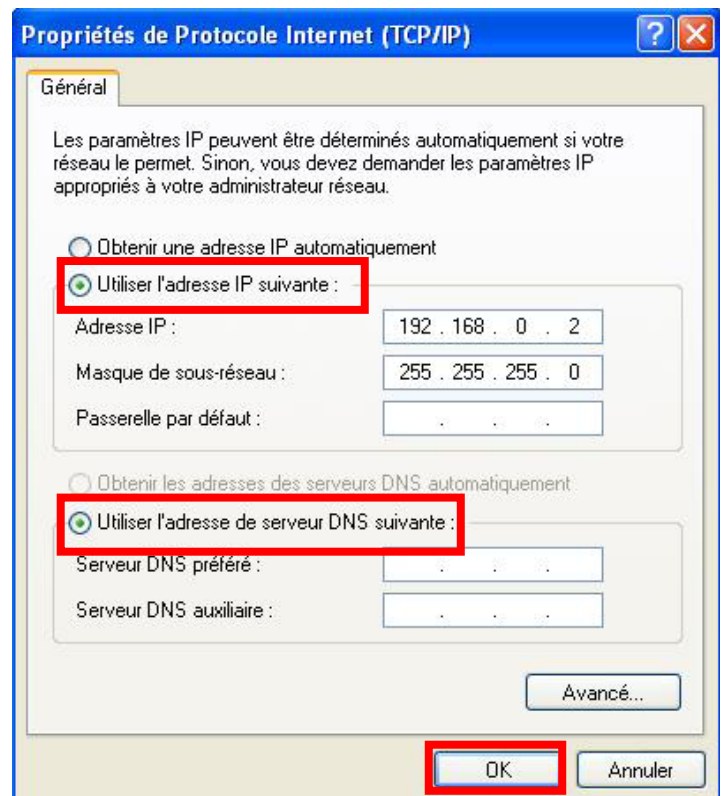 Propriétés de Protocole Internet (TCP/IP)
Général
Les paramètres IP peuvent être déterminés automatiquement si votre
réseau le permet. Sinon, vous devez demander les paramètres IP
appropriés à votre administrateur réseau.
Obtenir une adresse IP automatiquement
Utiliser l'adresse IP suivante :
Adresse IP : 192 . 168 . 0 . 2
Masque de sous-réseau : 255 . 255 . 255 . 0
Passerelle par défaut : . . .
Obtenir les adresses des serveurs DNS automatiquement
Utiliser l'adresse de serveur DNS suivante :
Serveur DNS préféré : . . .
Serveur DNS auxiliaire : . . .
Avancé...
OK Annuler